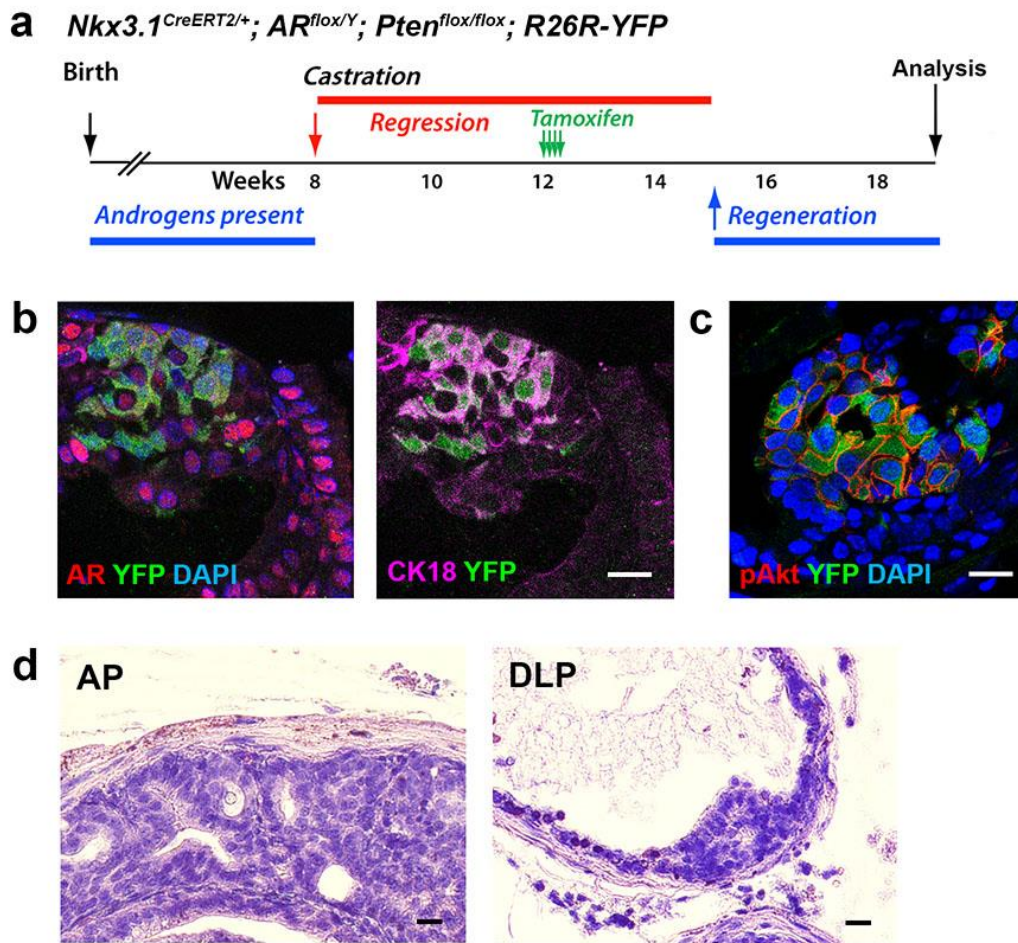 a Nkx3.1CreERT2/+; ARflox/Y; Ptenflox/flox; R26R-YFP
Birth
Castration
Analysis
Regression
Tamoxifen
Weeks 8 10 12 14 16 18
Androgens present
Regeneration
b
AR YFP DAPI
CK18 YFP
c
pAkt YFP DAPI
d
AP
DLP